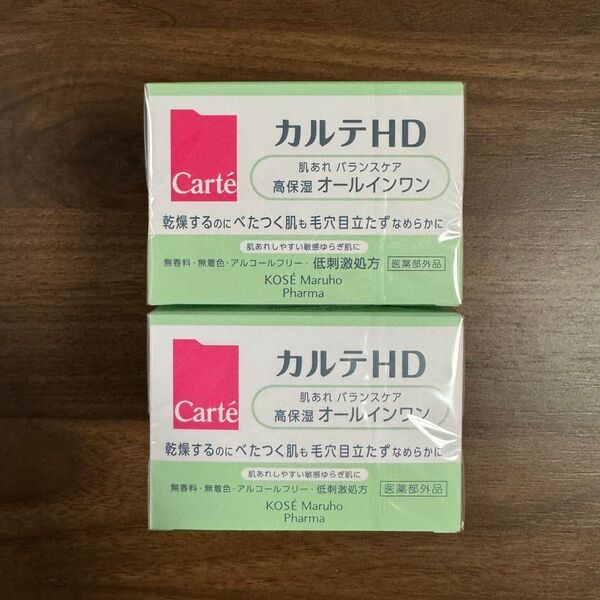 カルテHD
肌あれ バランスケア
高保湿 オールインワン
Carté
乾燥するのにべたつく肌も毛穴目立たずなめらかに
肌あれしやすい敏感ゆらぎ肌に
無香料・無着色・アルコールフリー・低刺激処方 医薬部外品
KOSÉ Maruho
Pharma
カルテHD
肌あれ バランスケア
高保湿 オールインワン
Carté
乾燥するのにべたつく肌も毛穴目立たずなめらかに
肌あれしやすい敏感ゆらぎ肌に
無香料・無着色・アルコールフリー・低刺激処方 医薬部外品
KOSÉ Maruho
Pharma